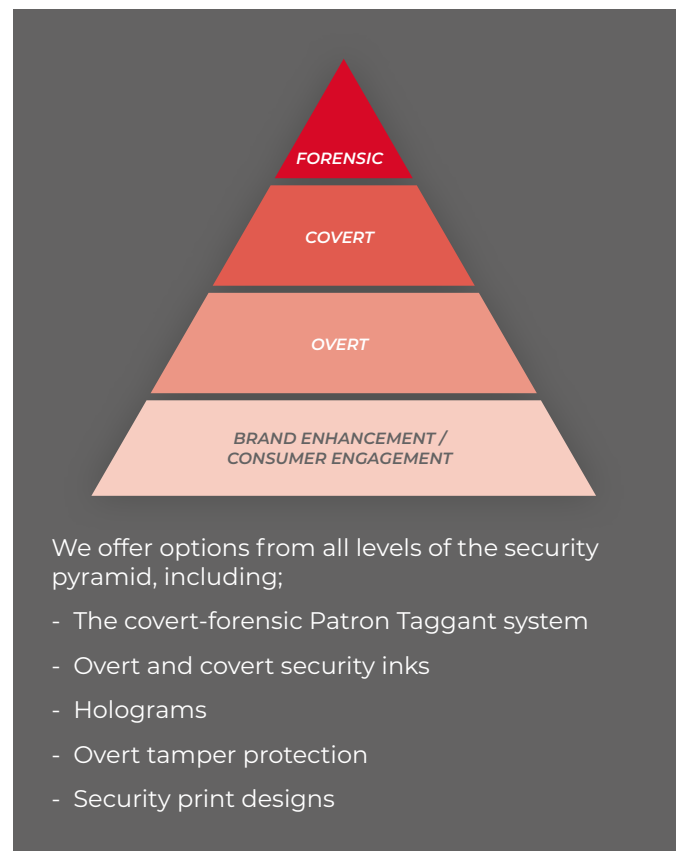 FORENSIC
COVERT
OVERT
BRAND ENHANCEMENT /
CONSUMER ENGAGEMENT
We offer options from all levels of the security
pyramid, including;
- The covert-forensic Patron Taggant system
- Overt and covert security inks
- Holograms
- Overt tamper protection
- Security print designs